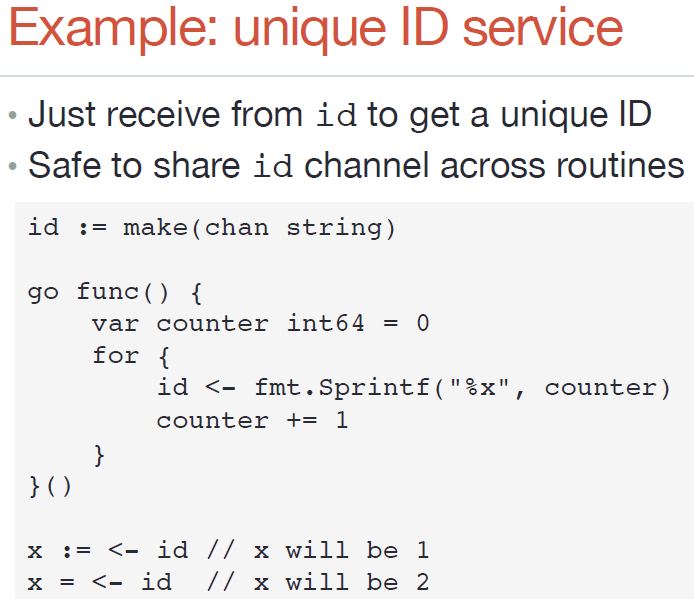 Example: unique ID service
• Just receive from id to get a unique ID
• Safe to share id channel across routines
id := make(chan string)
go func() {
    var counter int64 = 0
    for {
        id <- fmt.Sprintf("%x", counter)
        counter += 1
    }
}()
x := <- id // x will be 1
x = <- id  // x will be 2